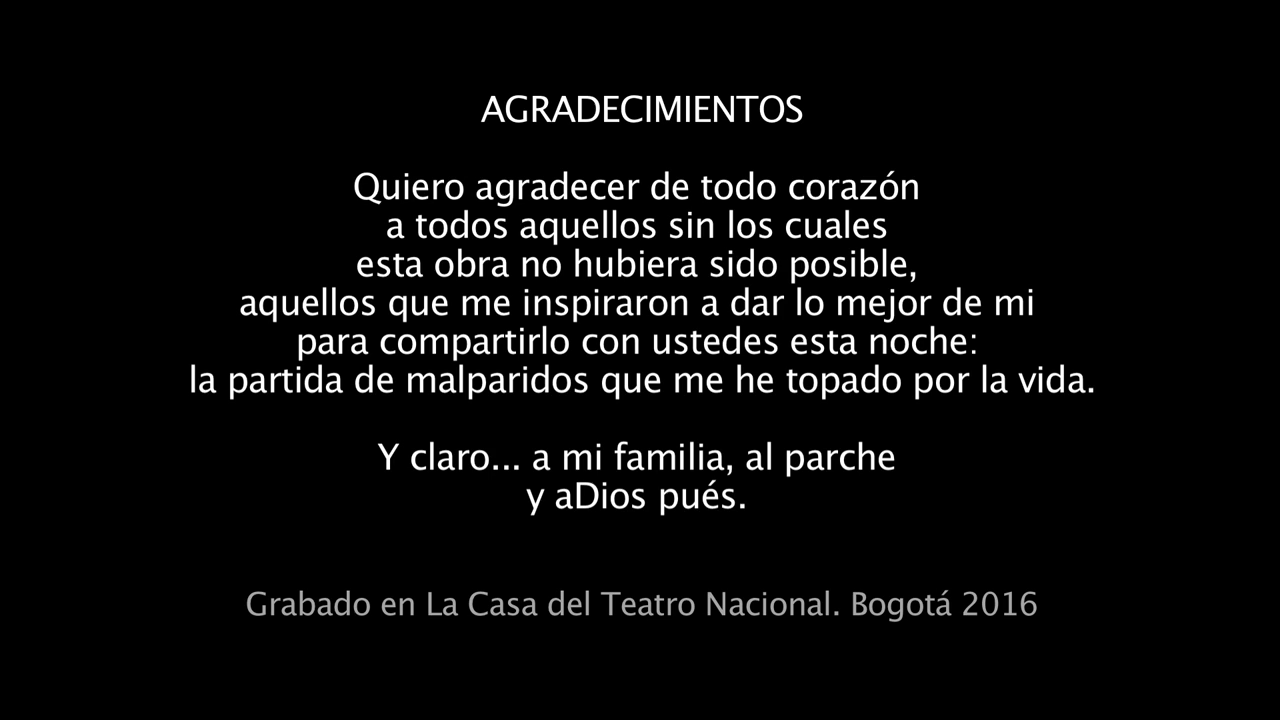 AGRADECIMIENTOS
Quiero agradecer de todo corazón
a todos aquellos sin los cuales
esta obra no hubiera sido posible,
aquellos que me inspiraron a dar lo mejor de mi
para compartirlo con ustedes esta noche:
la partida de malparidos que me he topado por la vida.
Y claro... a mi familia, al parche
y aDios pués.
Grabado en La Casa del Teatro Nacional. Bogotá 2016